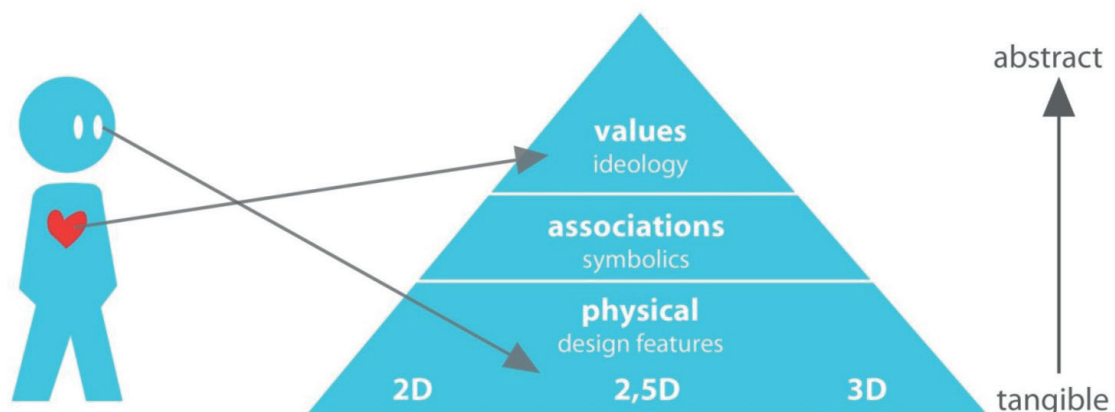 abstract
values
ideology
associations
symbolics
physical
design features
2D 2,5D 3D
tangible